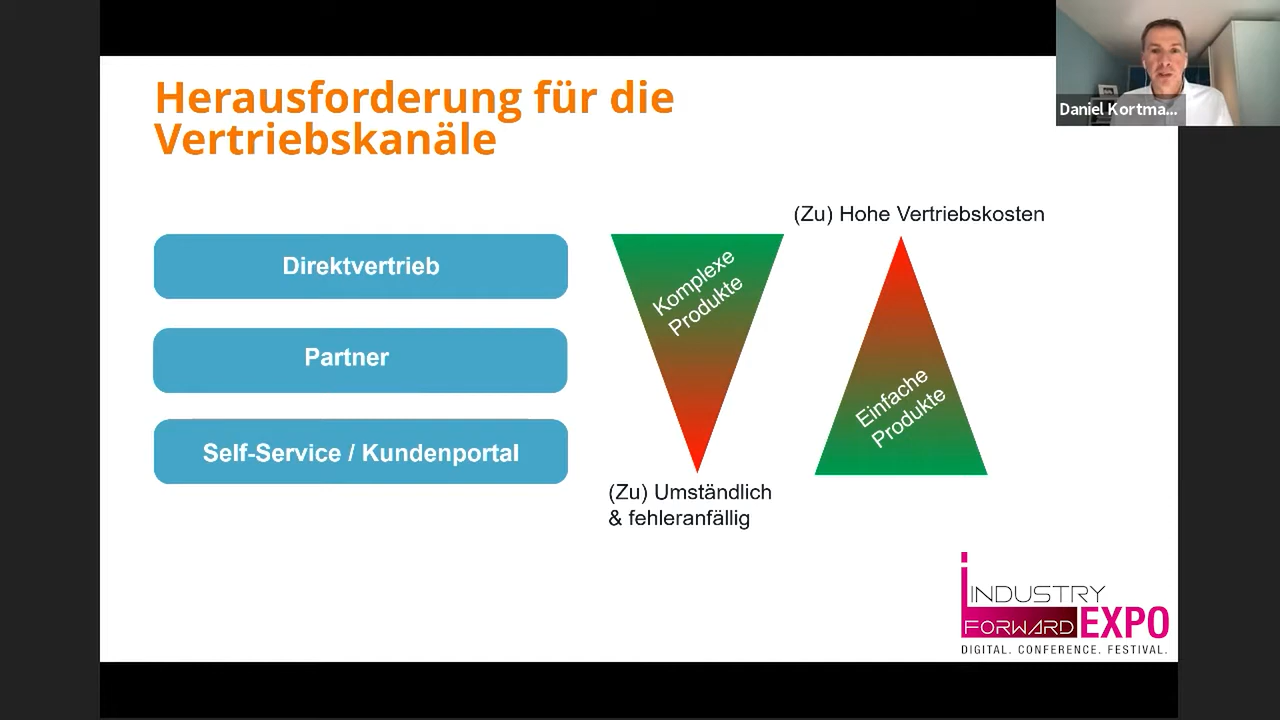 Herausforderung für die
Vertriebskanäle
Daniel Kortma...
(Zu) Hohe Vertriebskosten
Direktvertrieb
Partner
Self-Service / Kundenportal
Komplexe
Produkte
Einfache
Produkte
(Zu) Umständlich
& fehleranfällig
INDUSTRY
FORWARD EXPO
DIGITAL. CONFERENCE. FESTIVAL.